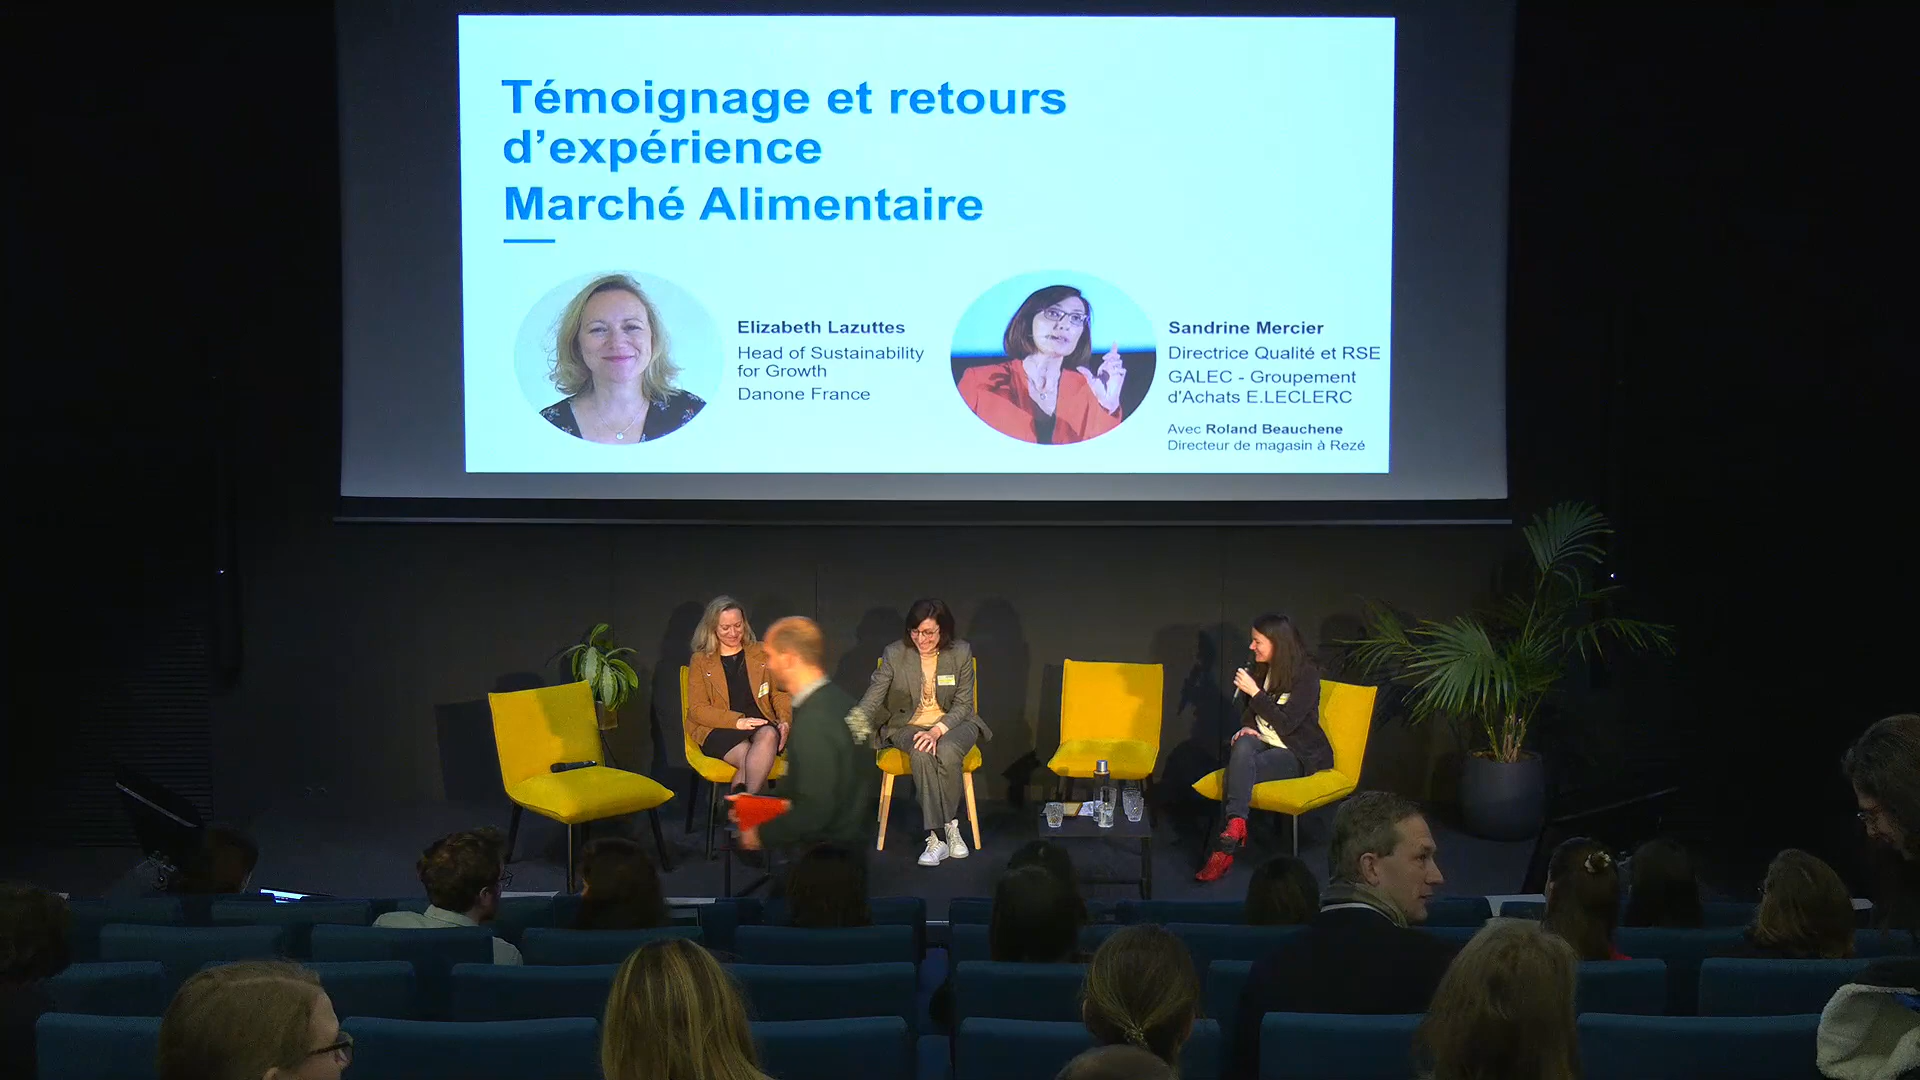 Témoignage et retours
d’expérience
Marché Alimentaire
Elizabeth Lazuttes
Head of Sustainability
for Growth
Danone France
Sandrine Mercier
Directrice Qualité et RSE
GALEC - Groupement
d'Achats E.LECLERC
Avec Roland Beauchene
Directeur de magasin à Rezé